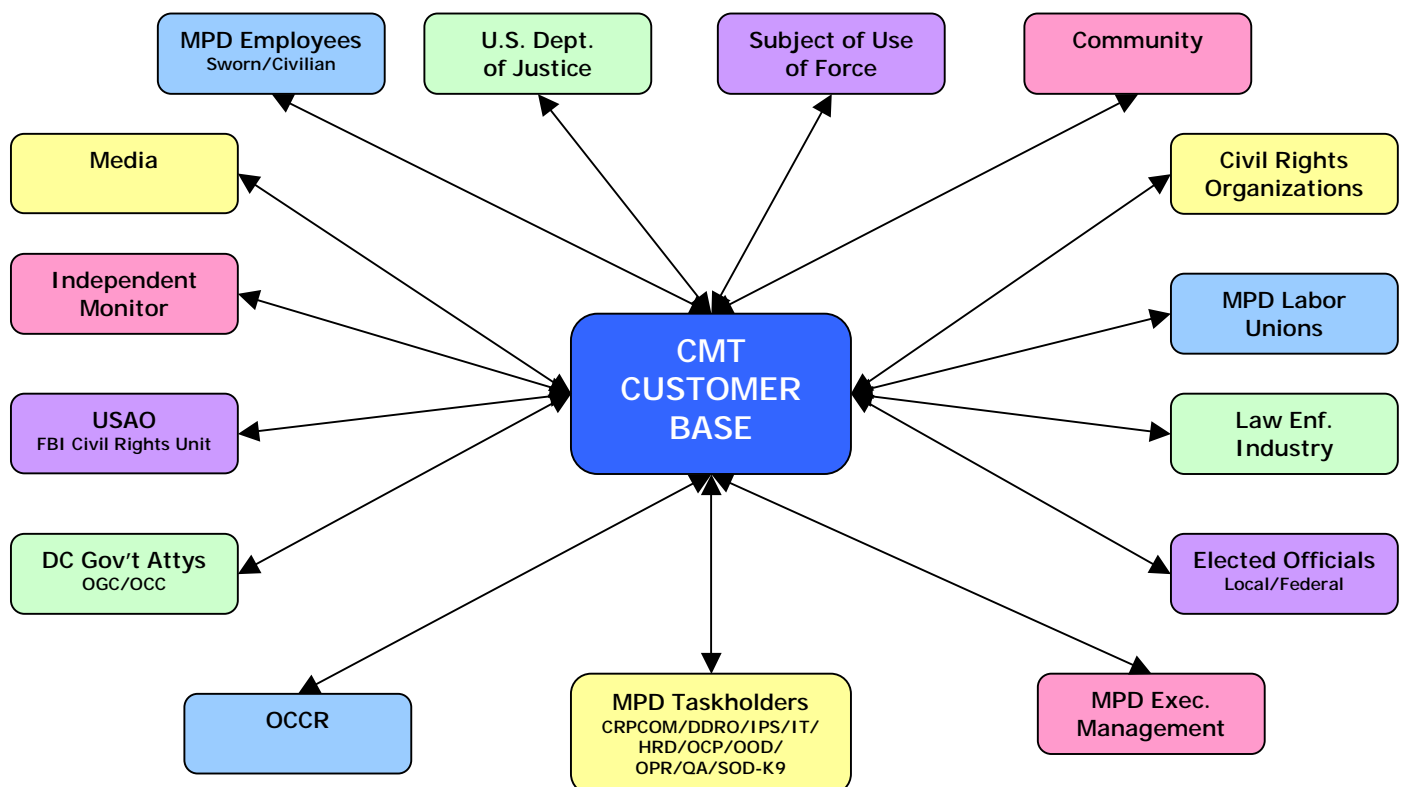 MPD Employees
Sworn/Civilian
U.S. Dept.
of Justice
Subject of Use
of Force
Community
Media
Civil Rights
Organizations
Independent
Monitor
MPD Labor
Unions
CMT
CUSTOMER
BASE
USAO
FBI Civil Rights Unit
Law Enf.
Industry
DC Gov't Attys
OGC/OCC
Elected Officials
Local/Federal
OCCR
MPD Taskholders
CRPCOM/DDRO/IPS/IT/
HRD/OCP/OOD/
OPR/QA/SOD-K9
MPD Exec.
Management